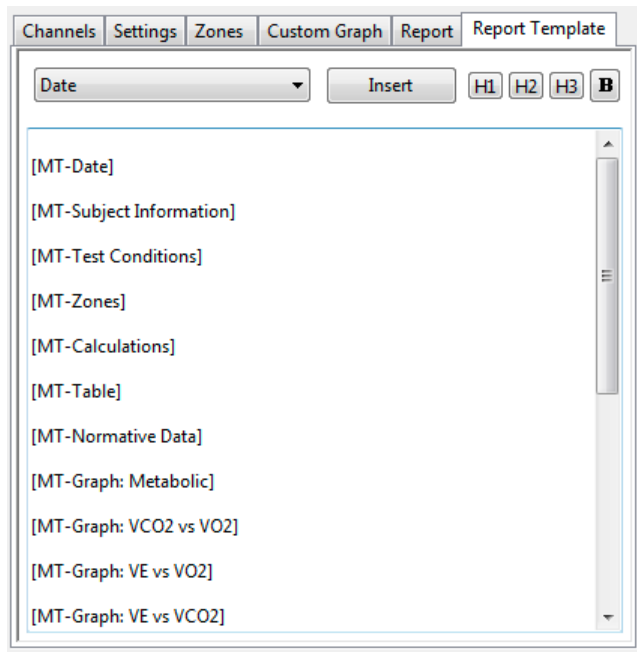 Channels Settings Zones Custom Graph Report Report Template
Date Insert H1 H2 H3 B
[MT-Date]
[MT-Subject Information]
[MT-Test Conditions]
[MT-Zones]
[MT-Calculations]
[MT-Table]
[MT-Normative Data]
[MT-Graph: Metabolic]
[MT-Graph: VCO2 vs VO2]
[MT-Graph: VE vs VO2]
[MT-Graph: VE vs VCO2]